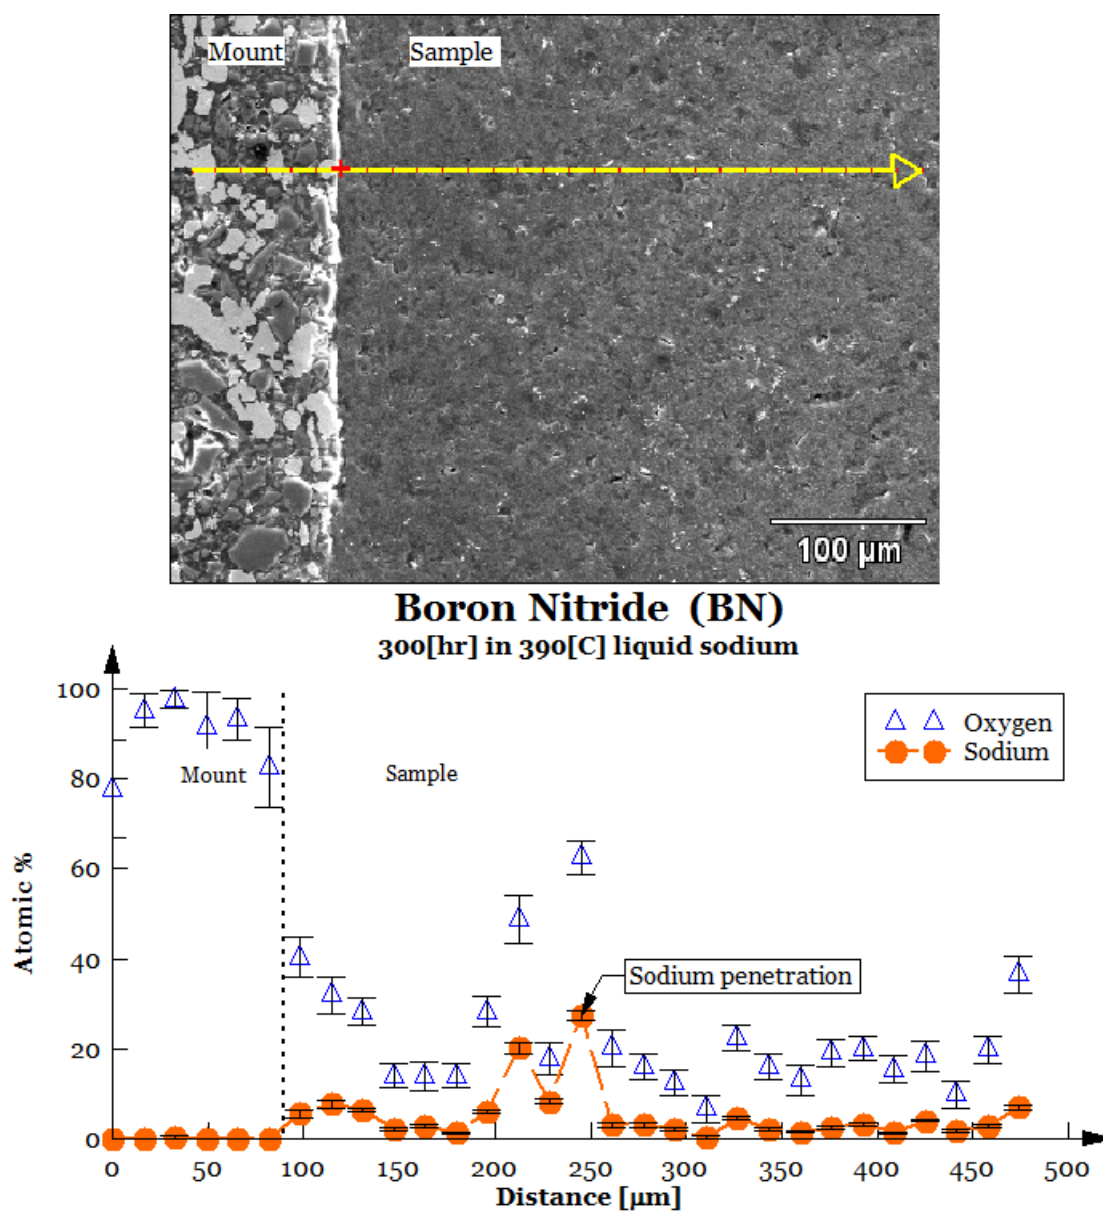 Mount Sample
100 µm
Boron Nitride (BN)
300[hr] in 390[C] liquid sodium
100
80
60
40
20
0
Atomic %
Mount
Sample
Oxygen
Sodium
Sodium penetration
0 50 100 150 200 250 300 350 400 450 500
Distance [µm]